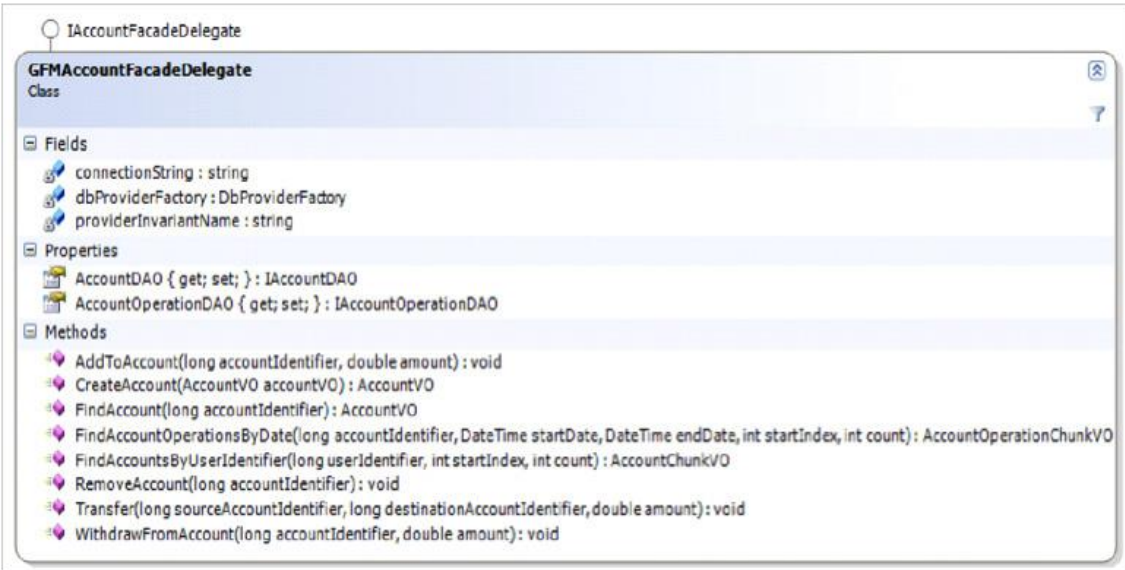 IAccountFacadeDelegate
GFMAccountFacadeDelegate
Class
Fields
connectionString : string
dbProviderFactory : DbProviderFactory
providerInvariantName : string
Properties
AccountDAO { get; set; } : IAccountDAO
AccountOperationDAO { get; set; } : IAccountOperationDAO
Methods
AddToAccount(long accountIdentifier, double amount) : void
CreateAccount(AccountVO accountVO) : AccountVO
FindAccount(long accountIdentifier) : AccountVO
FindAccountOperationsByDate(long accountIdentifier, DateTime startDate, DateTime endDate, int startIndex, int count) : AccountOperationChunkVO
FindAccountsByUserIdentifier(long userIdentifier, int startIndex, int count) : AccountChunkVO
RemoveAccount(long accountIdentifier) : void
Transfer(long sourceAccountIdentifier, long destinationAccountIdentifier, double amount) : void
WithdrawFromAccount(long accountIdentifier, double amount) : void